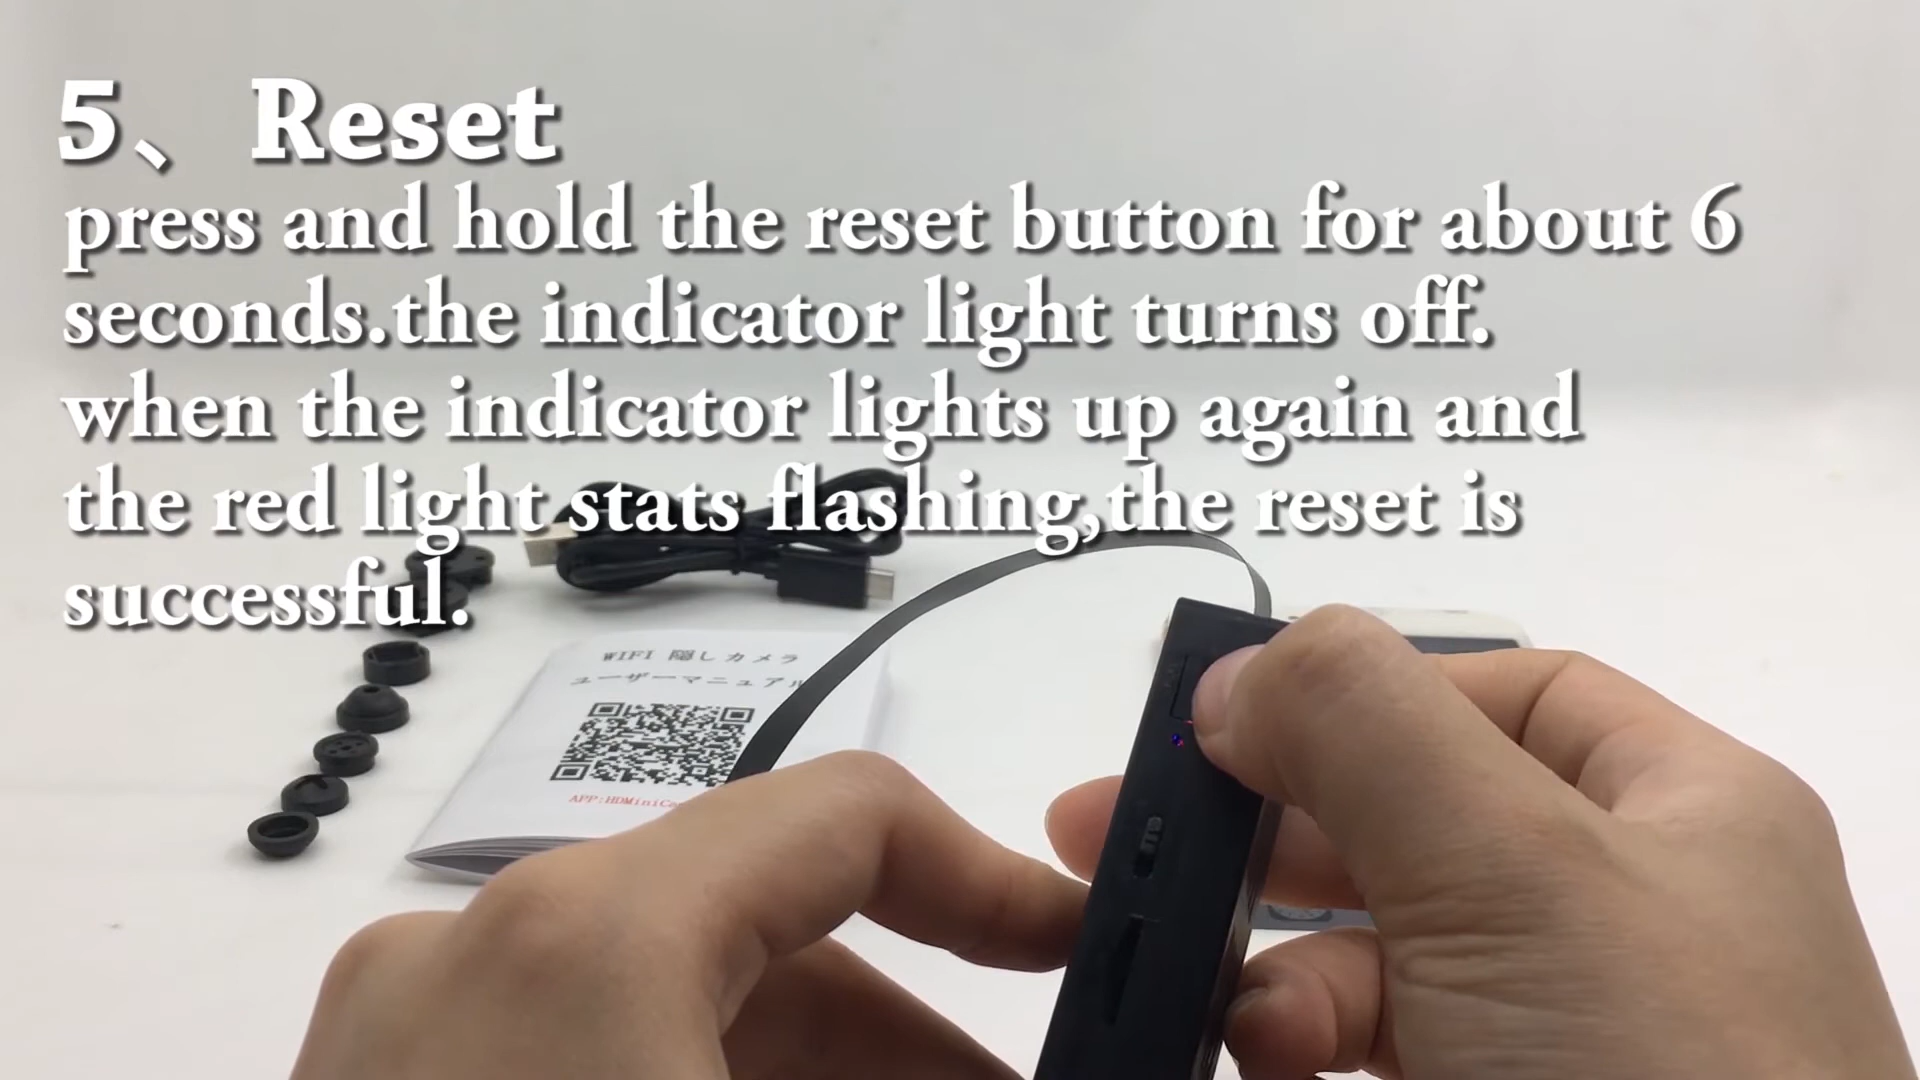 5、 Reset
press and hold the reset button for about 6
seconds.the indicator light turns off.
when the indicator lights up again and
the red light stats flashing,the reset is
successful.
WIFI 隠しカメラ
ユーザーマニュアル
APP:HDMiniCa